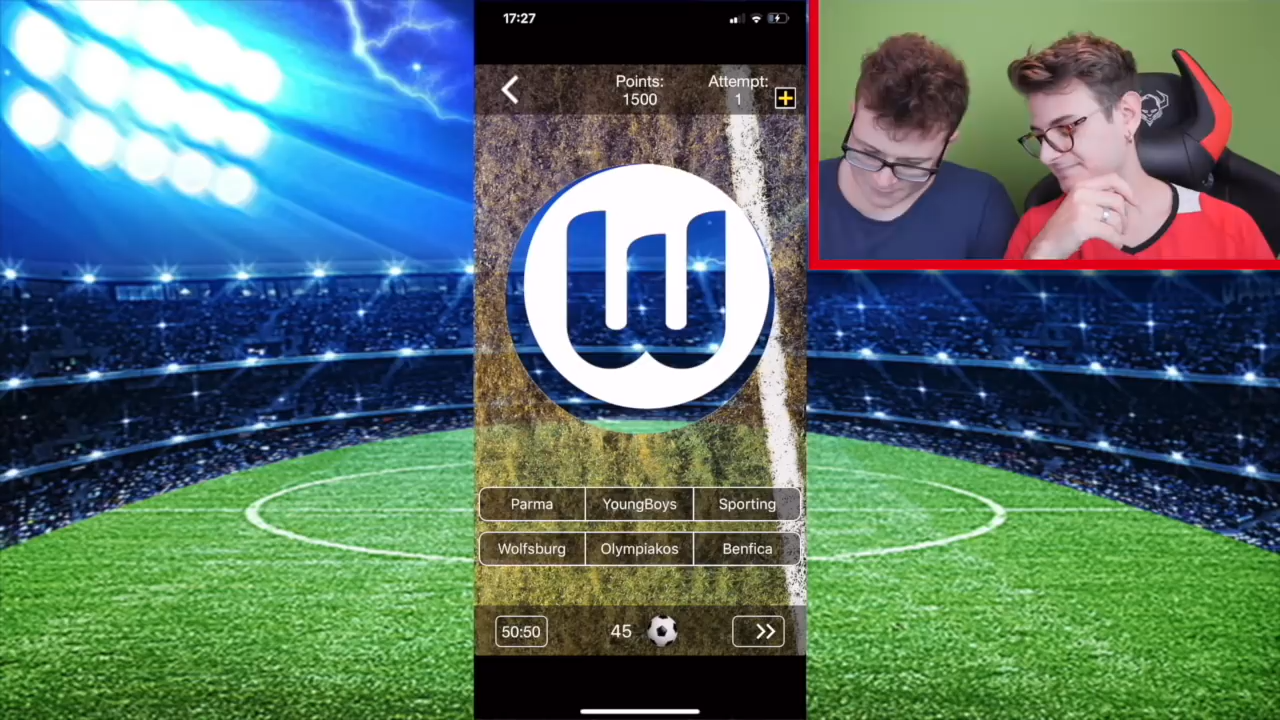 17:27
Points:
1500
Attempt:
1
W
Parma
YoungBoys
Sporting
Wolfsburg
Olympiakos
Benfica
50:50
45